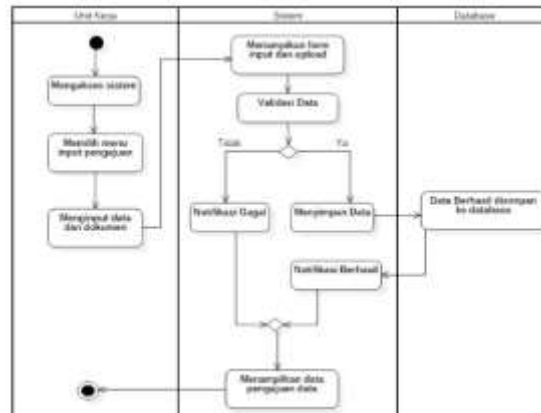 Unit Kerja
Sistem
Database
Mengakses sistem
Memilih menu
input pengajuan
Menginput data
dan dokumen
Menampilkan form
input dan upload
Validasi Data
Tidak
Ya
Notifikasi Gagal
Menyimpan Data
Data Berhasil disimpan
ke database
Notifikasi Berhasil
Menampilkan data
pengajuan data